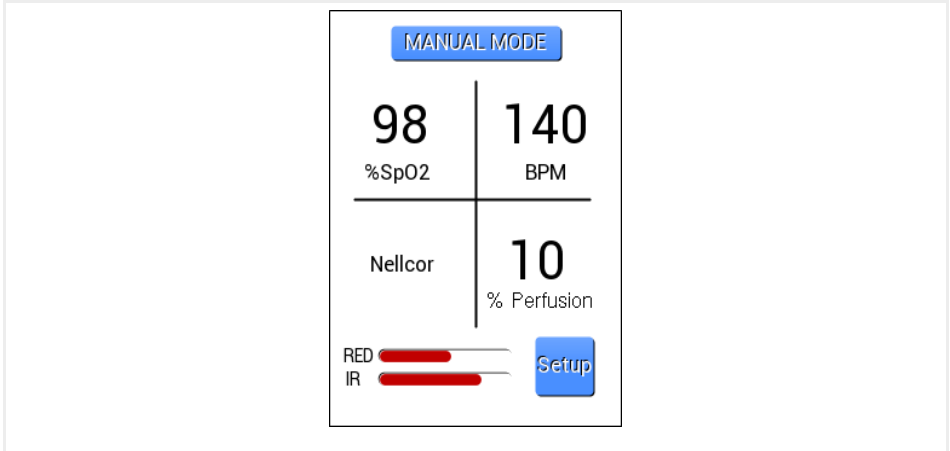 MANUAL MODE
98
%SpO2
140
BPM
Nellcor
10
% Perfusion
RED
IR
Setup